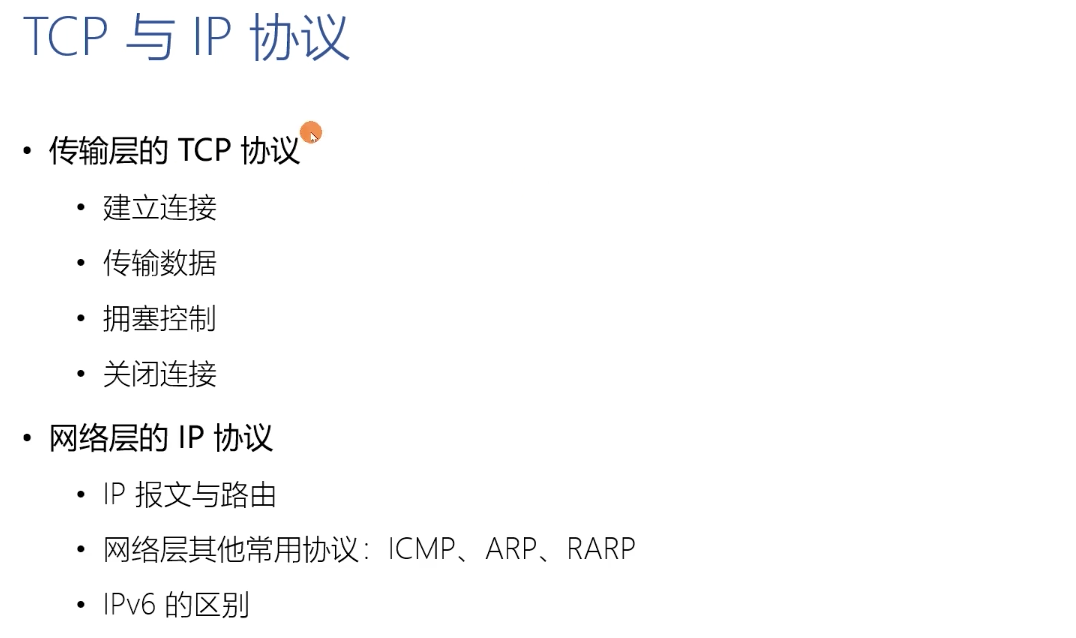 TCP 与 IP 协议
• 传输层的 TCP 协议
• 建立连接
• 传输数据
• 拥塞控制
• 关闭连接
• 网络层的 IP 协议
• IP 报文与路由
• 网络层其他常用协议：ICMP、ARP、RARP
• IPv6 的区别